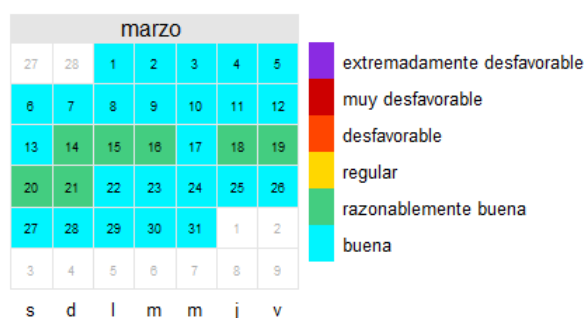 marzo
27 28 1 2 3 4 5
6 7 8 9 10 11 12
13 14 15 16 17 18 19
20 21 22 23 24 25 26
27 28 29 30 31 1 2
3 4 5 6 7 8 9
s d l m m j v
extremadamente desfavorable
muy desfavorable
desfavorable
regular
razonablemente buena
buena